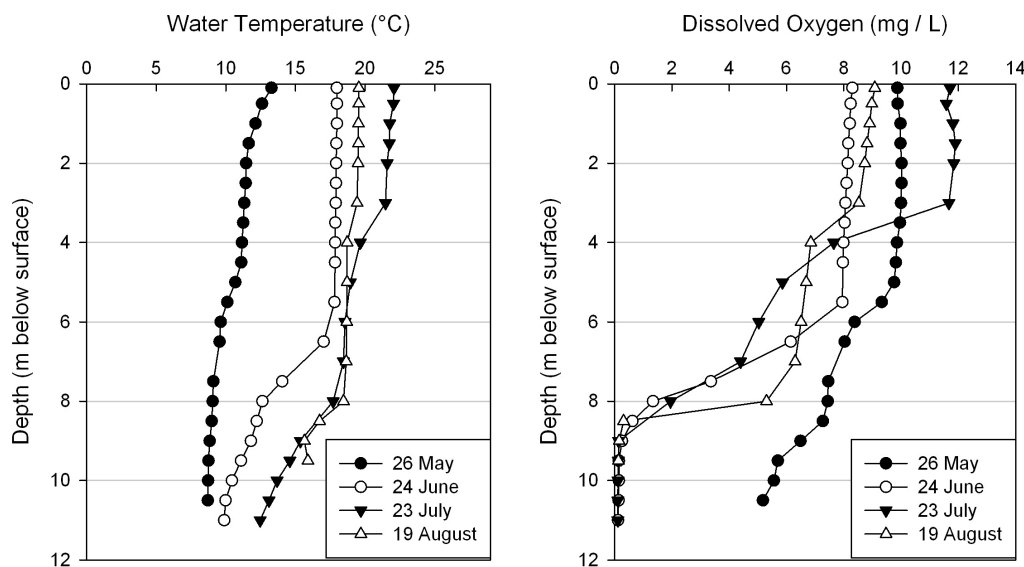 Water Temperature (°C)
0 5 10 15 20 25
0
2
4
6
8
10
12
Depth (m below surface)
26 May
24 June
23 July
19 August
Dissolved Oxygen (mg / L)
0 2 4 6 8 10 12 14
0
2
4
6
8
10
12
Depth (m below surface)
26 May
24 June
23 July
19 August